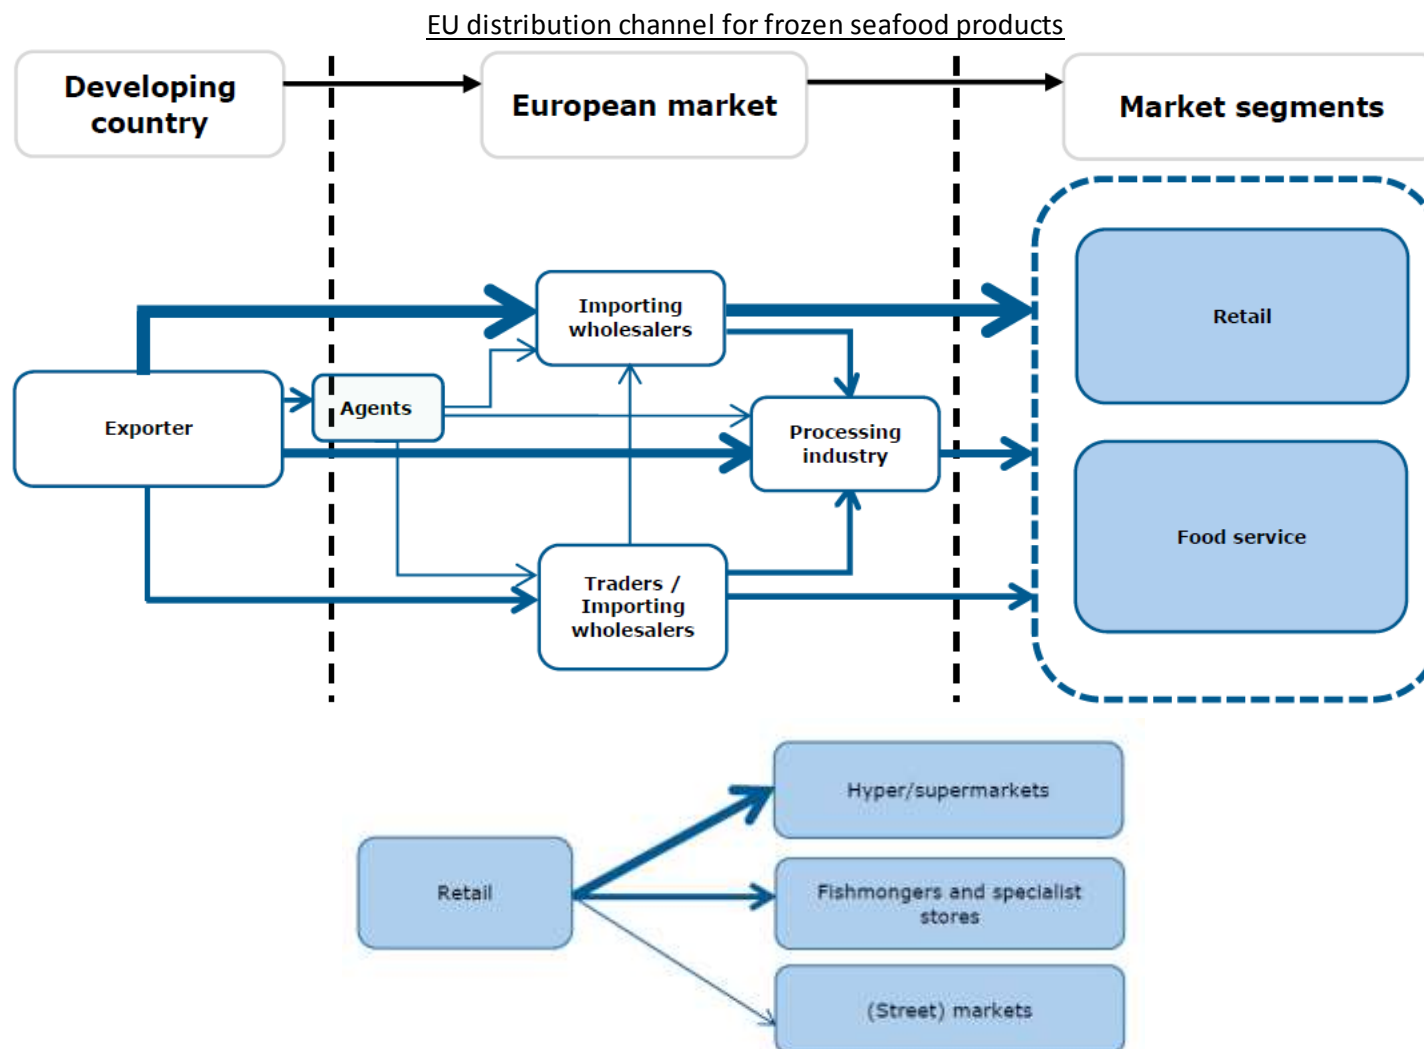 EU distribution channel for frozen seafood products
Developing
country
European market
Market segments
Importing
wholesalers
Retail
Agents
Exporter
Processing
industry
Food service
Traders /
Importing
wholesalers
Hyper/supermarkets
Retail
Fishmongers and specialist
stores
(Street) markets